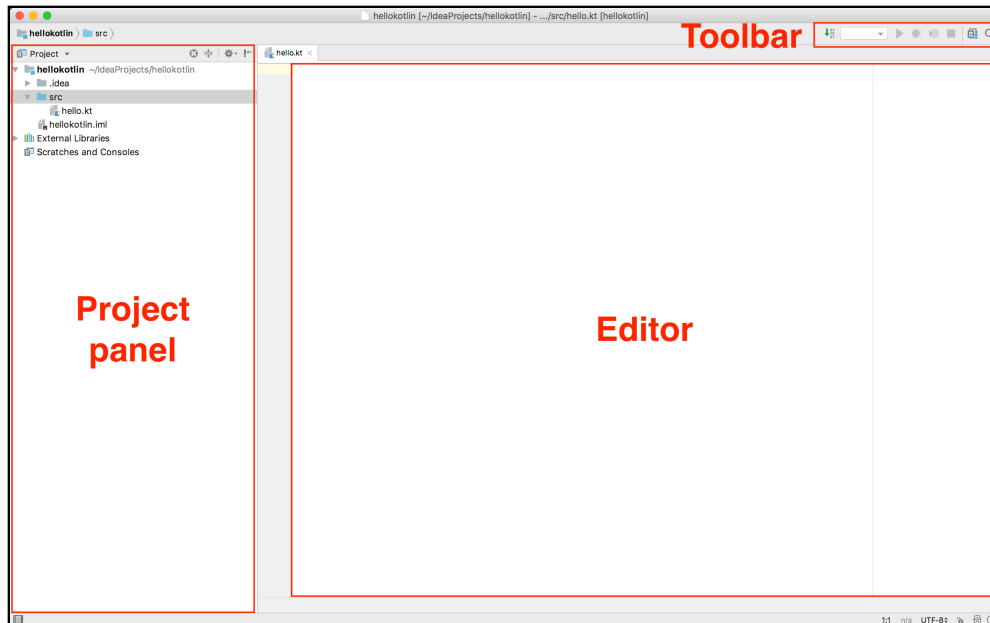 hellokotlin [~/IdeaProjects/hellokotlin] - .../src/hello.kt [hellokotlin]
hellokotlin src
Toolbar
Project
hello.kt
hellokotlin ~/IdeaProjects/hellokotlin
.idea
src
hello.kt
hellokotlin.iml
External Libraries
Scratches and Consoles
Project
panel
Editor
1:1 n/a UTF-8